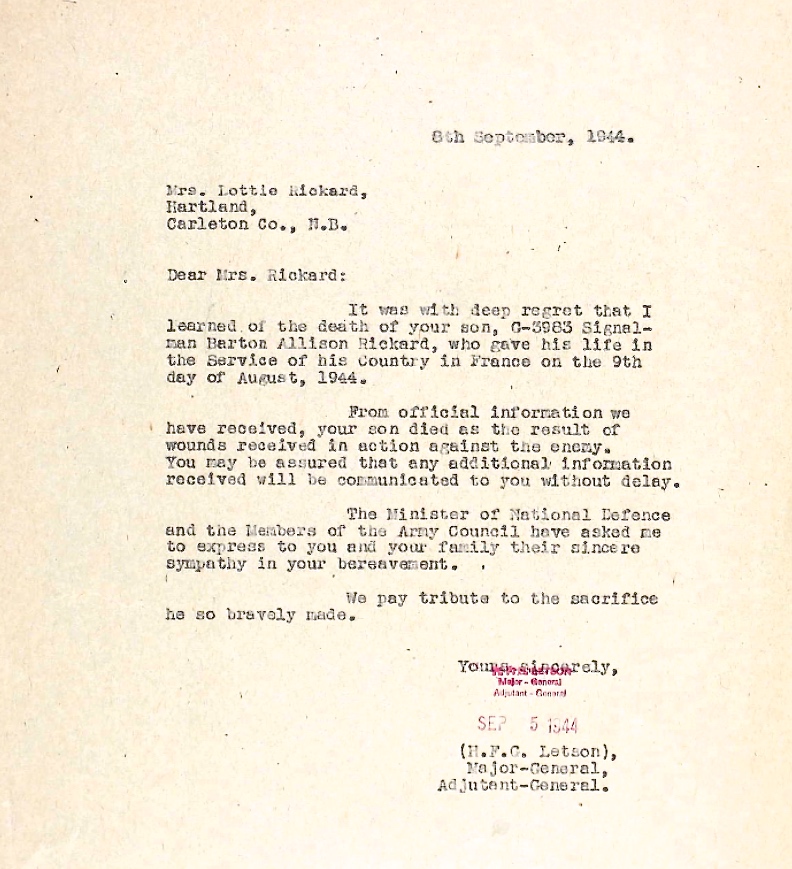 8th September, 1944.
Mrs. Lottie Rickard,
Hartland,
Carleton Co., N.B.
Dear Mrs. Rickard:
It was with deep regret that I
learned of the death of your son, G-3983 Signal-
man Barton Allison Rickard, who gave his life in
the Service of his Country in France on the 9th
day of August, 1944.
From official information we
have received, your son died as the result of
wounds received in action against the enemy.
You may be assured that any additional information
received will be communicated to you without delay.
The Minister of National Defence
and the Members of the Army Council have asked me
to express to you and your family their sincere
sympathy in your bereavement.
We pay tribute to the sacrifice
he so bravely made.
Yours sincerely,
Major - General
Adjutant - General
SEP 5 1944
(H.F.G. Letson),
Major-General,
Adjutant-General.